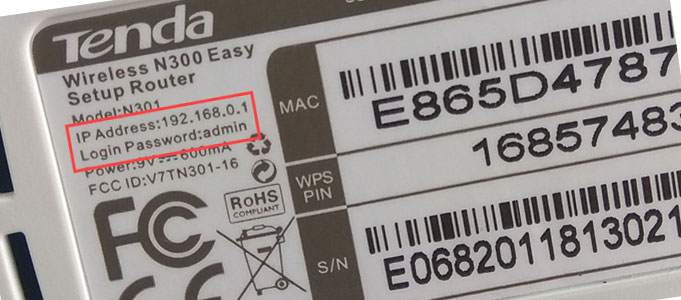 Tenda
Wireless N300 Easy
Setup Router
Model:N301
IP Address:192.168.0.1
Login Password:admin
Power:9V⎓600mA
FCC ID:V7TN301-16
RoHS
COMPLIANT
FC
CE
MAC
E865D4787
WPS
PIN
16857483
S/N
E0682011813021